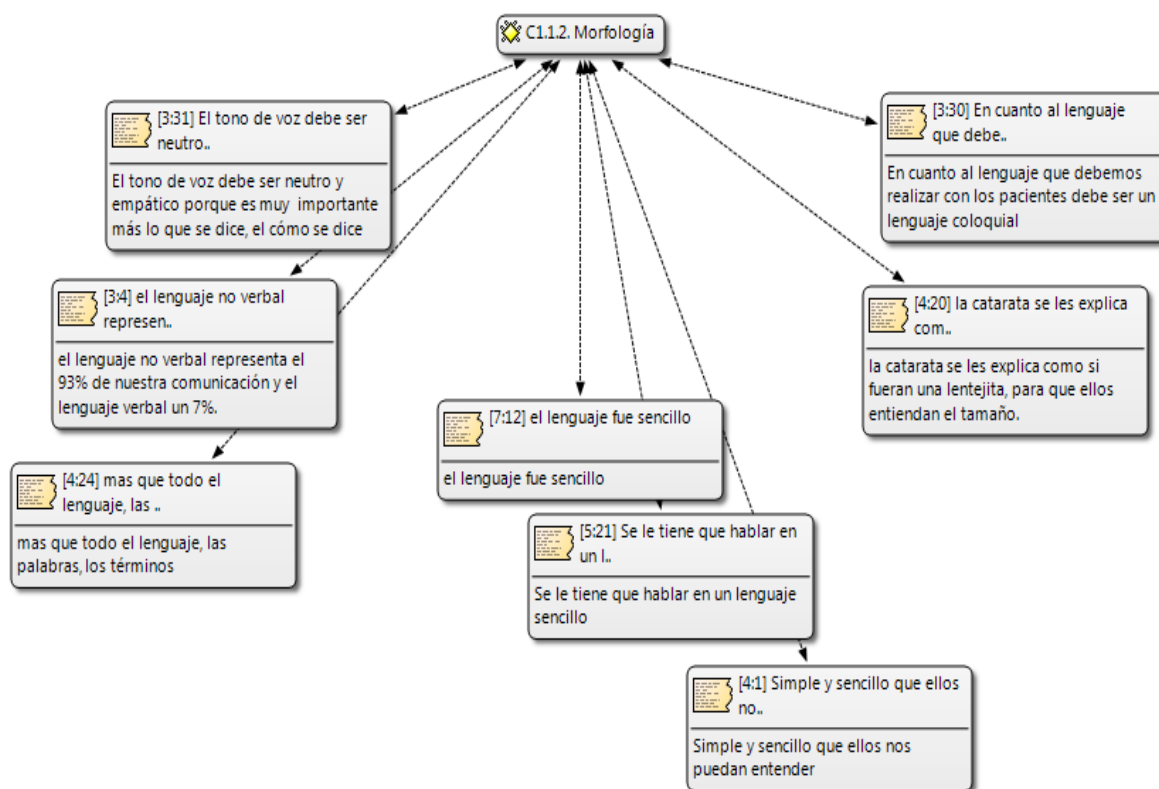 C1.1.2. Morfología
[3:31] El tono de voz debe ser
neutro..
El tono de voz debe ser neutro y
empático porque es muy importante
más lo que se dice, el cómo se dice
[3:30] En cuanto al lenguaje
que debe..
En cuanto al lenguaje que debemos
realizar con los pacientes debe ser un
lenguaje coloquial
[3:4] el lenguaje no verbal
represen..
el lenguaje no verbal representa el
93% de nuestra comunicación y el
lenguaje verbal un 7%.
[4:20] la catarata se les explica
com..
la catarata se les explica como si
fueran una lentejita, para que ellos
entiendan el tamaño.
[7:12] el lenguaje fue sencillo
el lenguaje fue sencillo
[4:24] mas que todo el
lenguaje, las ..
mas que todo el lenguaje, las
palabras, los términos
[5:21] Se le tiene que hablar en
un l..
Se le tiene que hablar en un lenguaje
sencillo
[4:1] Simple y sencillo que ellos
no..
Simple y sencillo que ellos nos
puedan entender